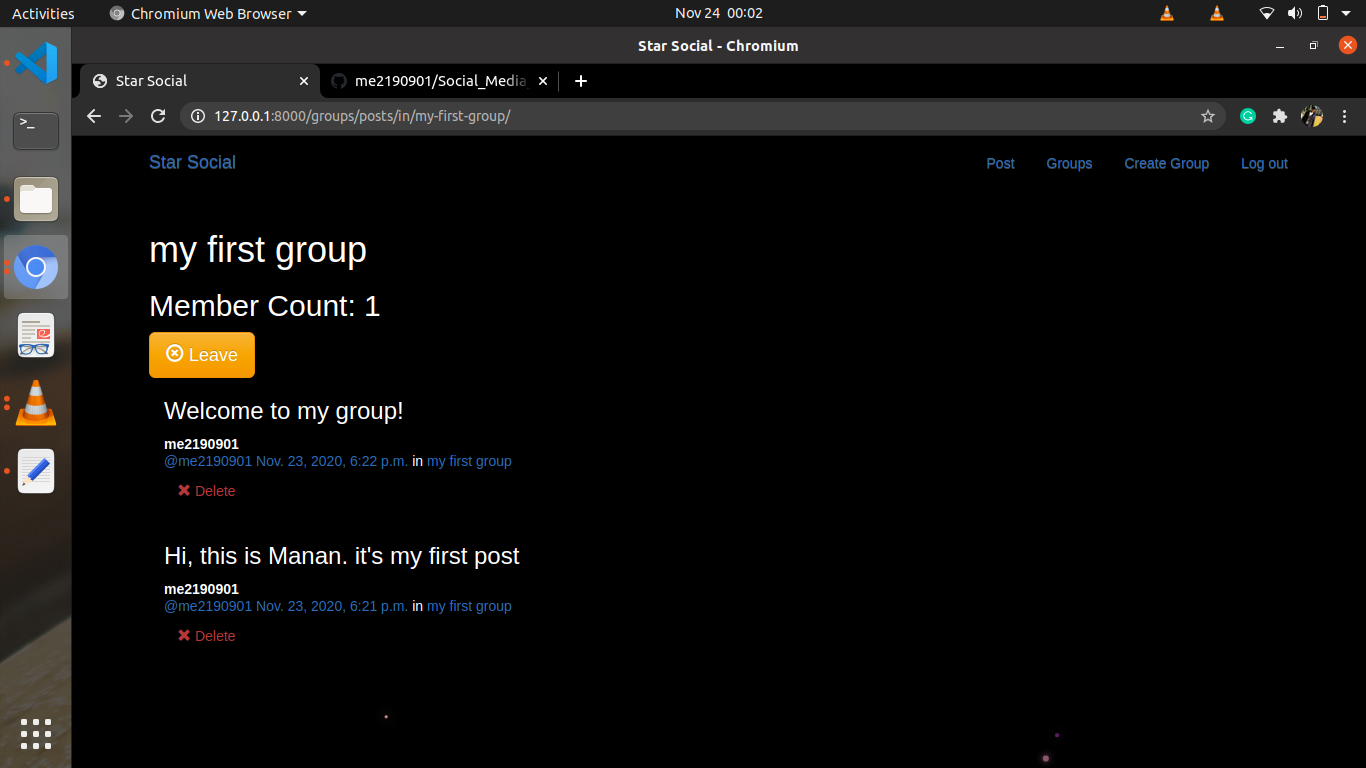 Activities
Chromium Web Browser
Nov 24 00:02
Star Social - Chromium
Star Social
me2190901/Social_Media
127.0.0.1:8000/groups/posts/in/my-first-group/
Star Social
Post
Groups
Create Group
Log out
my first group
Member Count: 1
Leave
Welcome to my group!
me2190901
@me2190901 Nov. 23, 2020, 6:22 p.m. in my first group
Delete
Hi, this is Manan. it's my first post
me2190901
@me2190901 Nov. 23, 2020, 6:21 p.m. in my first group
Delete